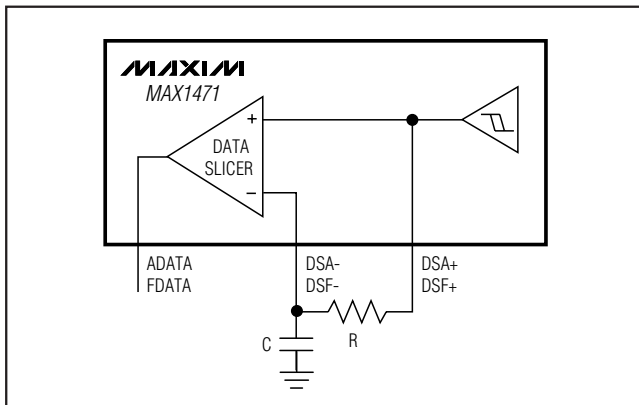 MAXIM
MAX1471
+
DATA
SLICER
−
ADATA
FDATA
DSA-
DSF-
DSA+
DSF+
C
R